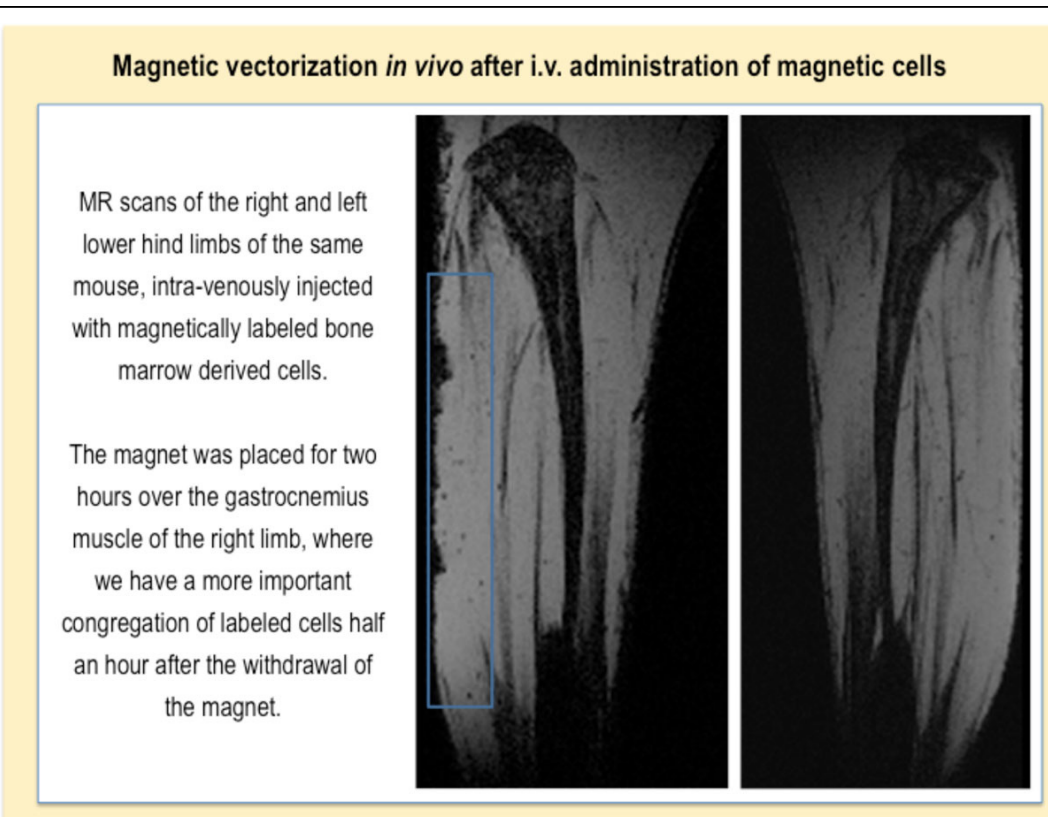 Magnetic vectorization in vivo after i.v. administration of magnetic cells
MR scans of the right and left
lower hind limbs of the same
mouse, intra-venously injected
with magnetically labeled bone
marrow derived cells.
The magnet was placed for two
hours over the gastrocnemius
muscle of the right limb, where
we have a more important
congregation of labeled cells half
an hour after the withdrawal of
the magnet.